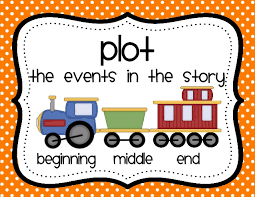 plot
the events in the story.
beginning middle end